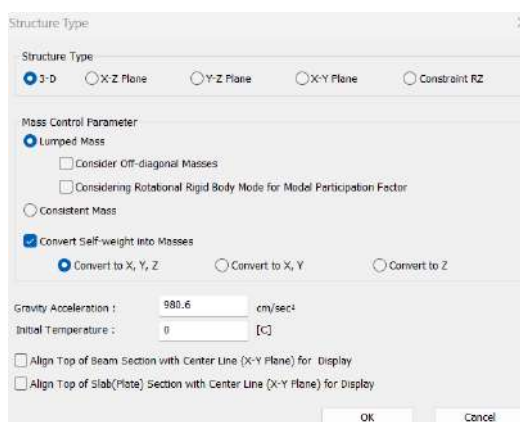 Structure Type
Structure Type
3-D X-Z Plane Y-Z Plane X-Y Plane Constraint RZ
Mass Control Parameter
Lumped Mass
Consider Off-diagonal Masses
Considering Rotational Rigid Body Mode for Modal Participation Factor
Consistent Mass
Convert Self-weight into Masses
Convert to X, Y, Z Convert to X, Y Convert to Z
Gravity Acceleration : 980.6 cm/sec²
Initial Temperature : 0 [C]
Align Top of Beam Section with Center Line (X-Y Plane) for Display
Align Top of Slab(Plate) Section with Center Line (X-Y Plane) for Display
OK Cancel